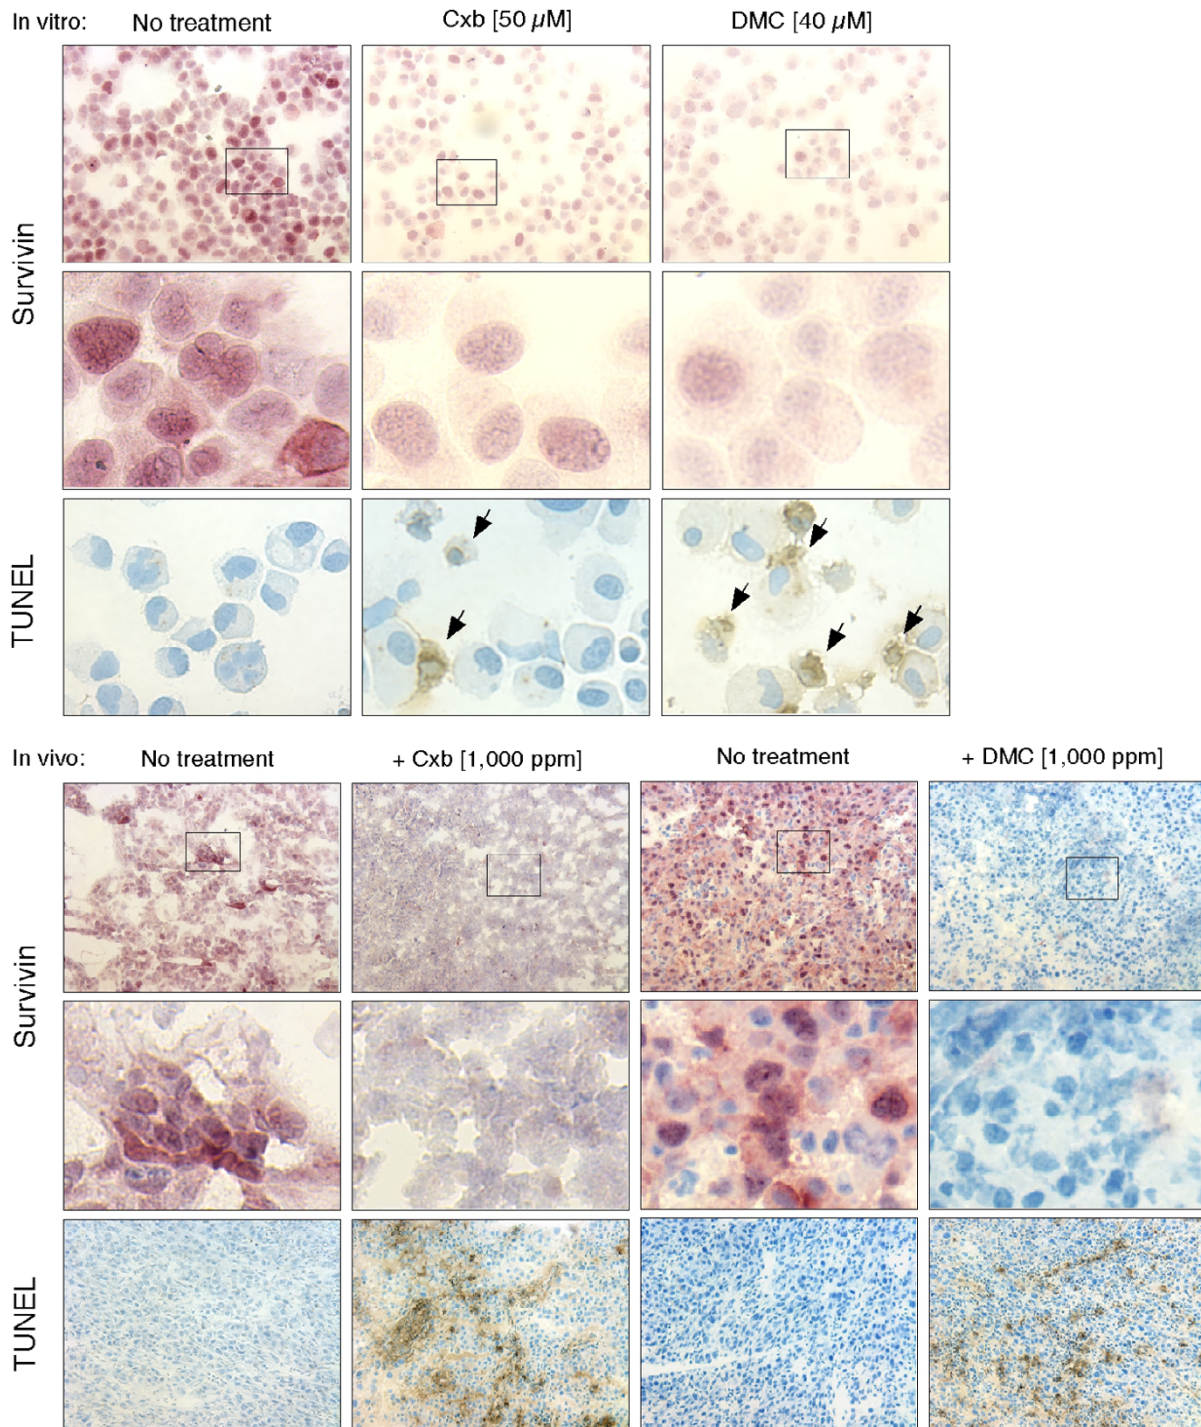 In vitro: No treatment Cxb [50 µM] DMC [40 µM]
Survivin
TUNEL
In vivo: No treatment + Cxb [1,000 ppm] No treatment + DMC [1,000 ppm]
Survivin
TUNEL